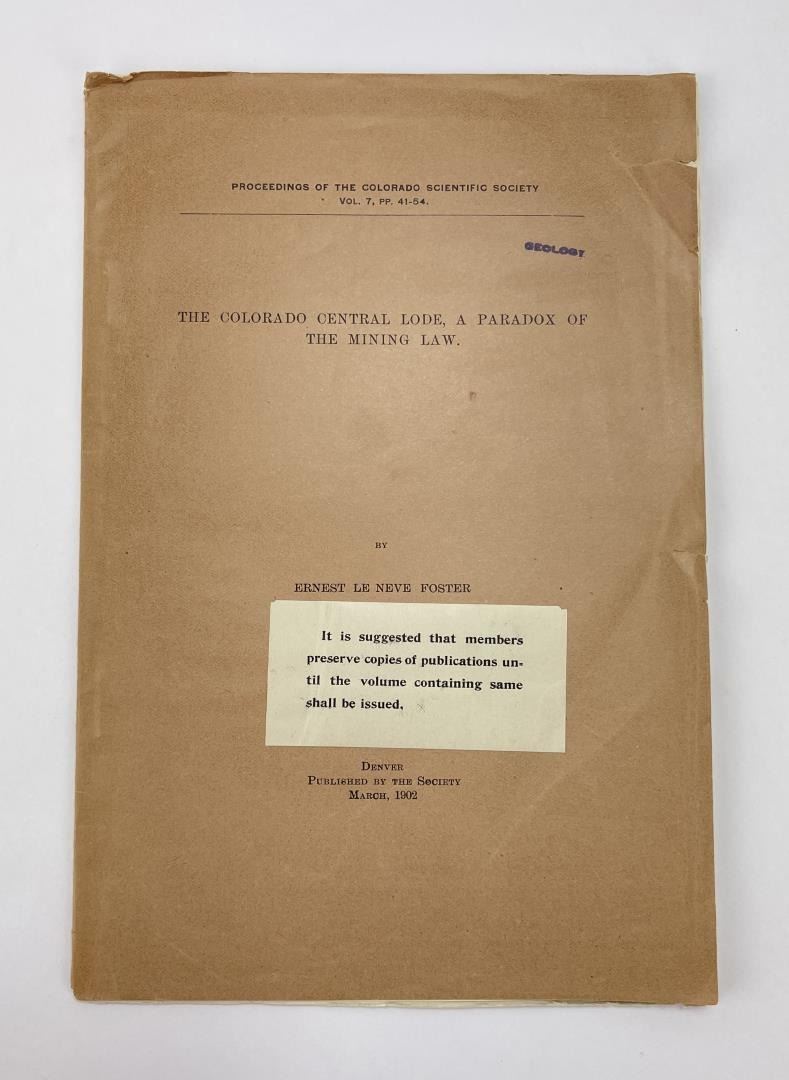 PROCEEDINGS OF THE COLORADO SCIENTIFIC SOCIETY
VOL. 7, PP. 41-54.
GEOLOGY
THE COLORADO CENTRAL LODE, A PARADOX OF
THE MINING LAW.
BY
ERNEST LE NEVE FOSTER
It is suggested that members
preserve copies of publications un-
til the volume containing same
shall be issued.
DENVER
PUBLISHED BY THE SOCIETY
MARCH, 1902